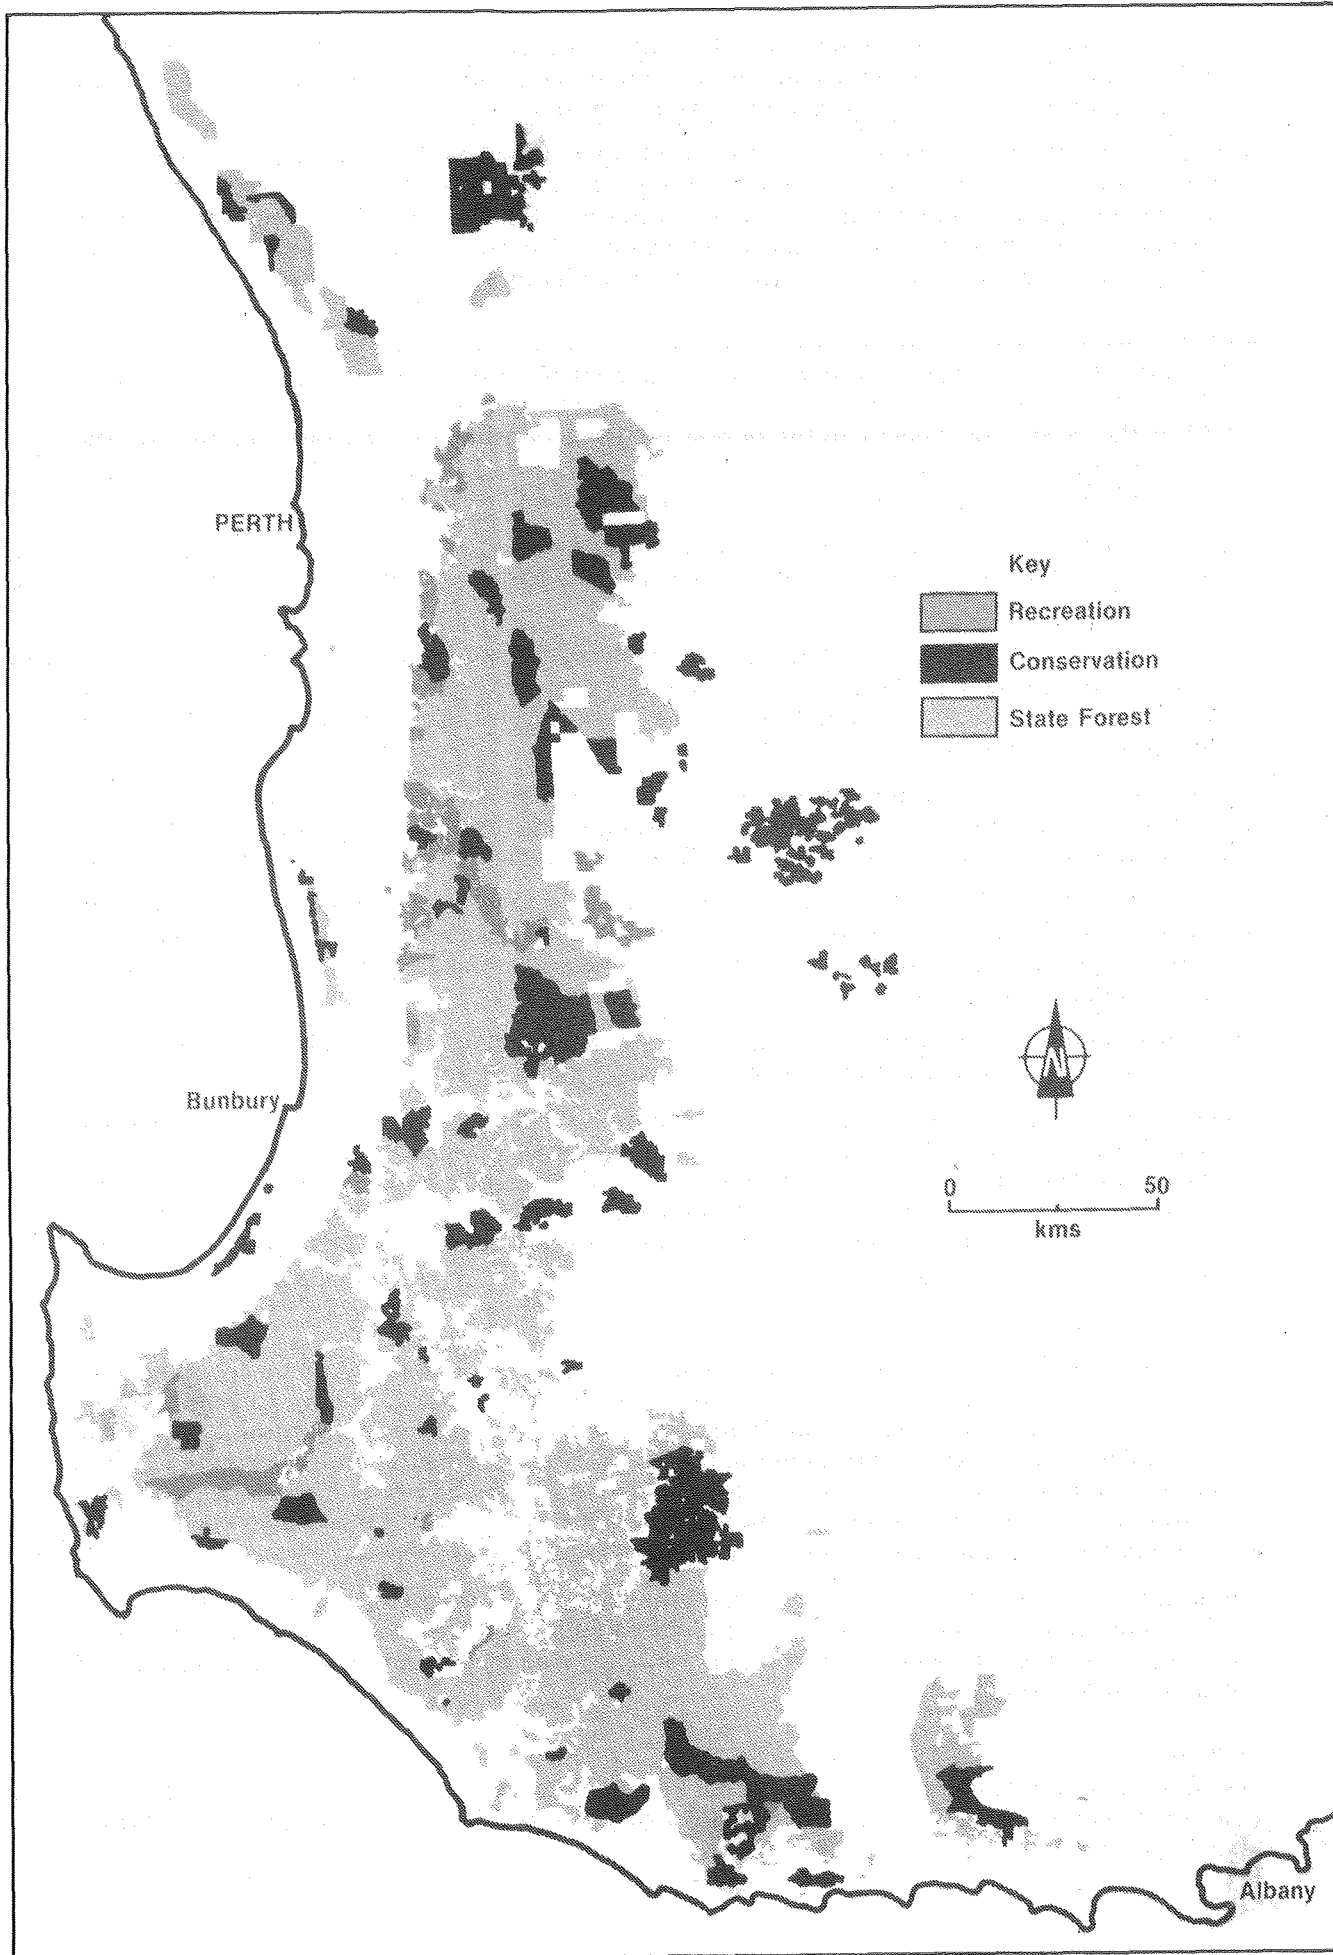 PERTH
Key
Recreation
Conservation
State Forest
Bunbury
N
0 50
kms
Albany